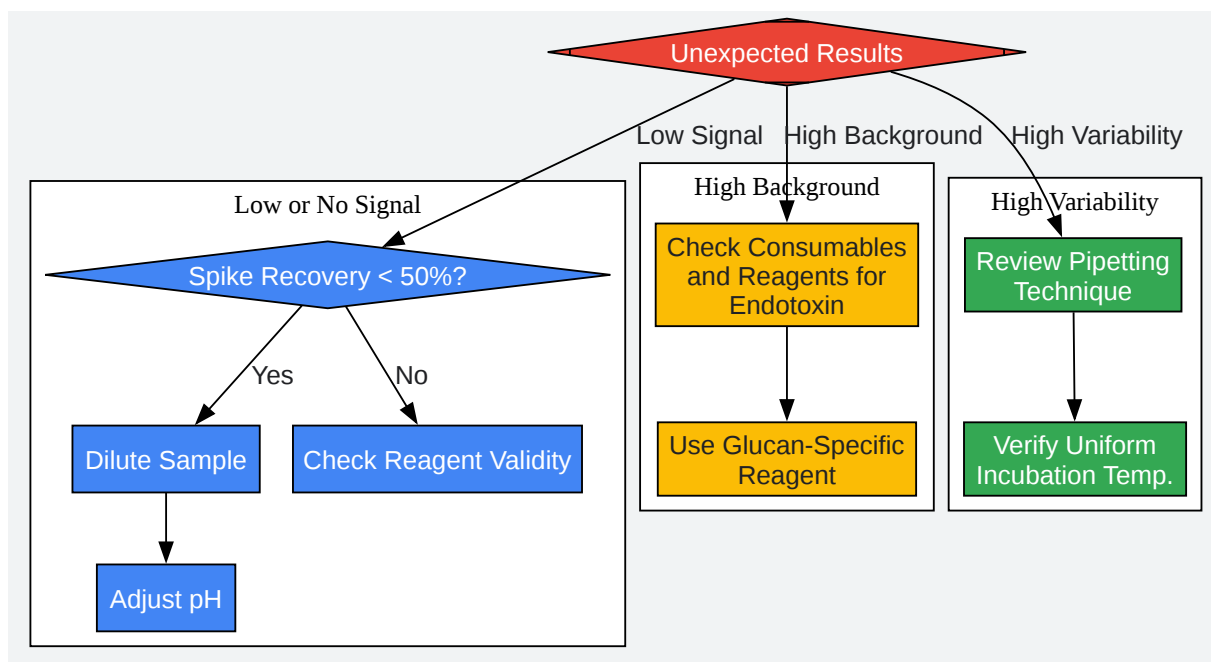 Unexpected Results
Low Signal
High Background
High Variability
Low or No Signal
Spike Recovery < 50%?
Yes
No
Dilute Sample
Check Reagent Validity
Adjust pH
High Background
Check Consumables
and Reagents for
Endotoxin
Use Glucan-Specific
Reagent
High Variability
Review Pipetting
Technique
Verify Uniform
Incubation Temp.